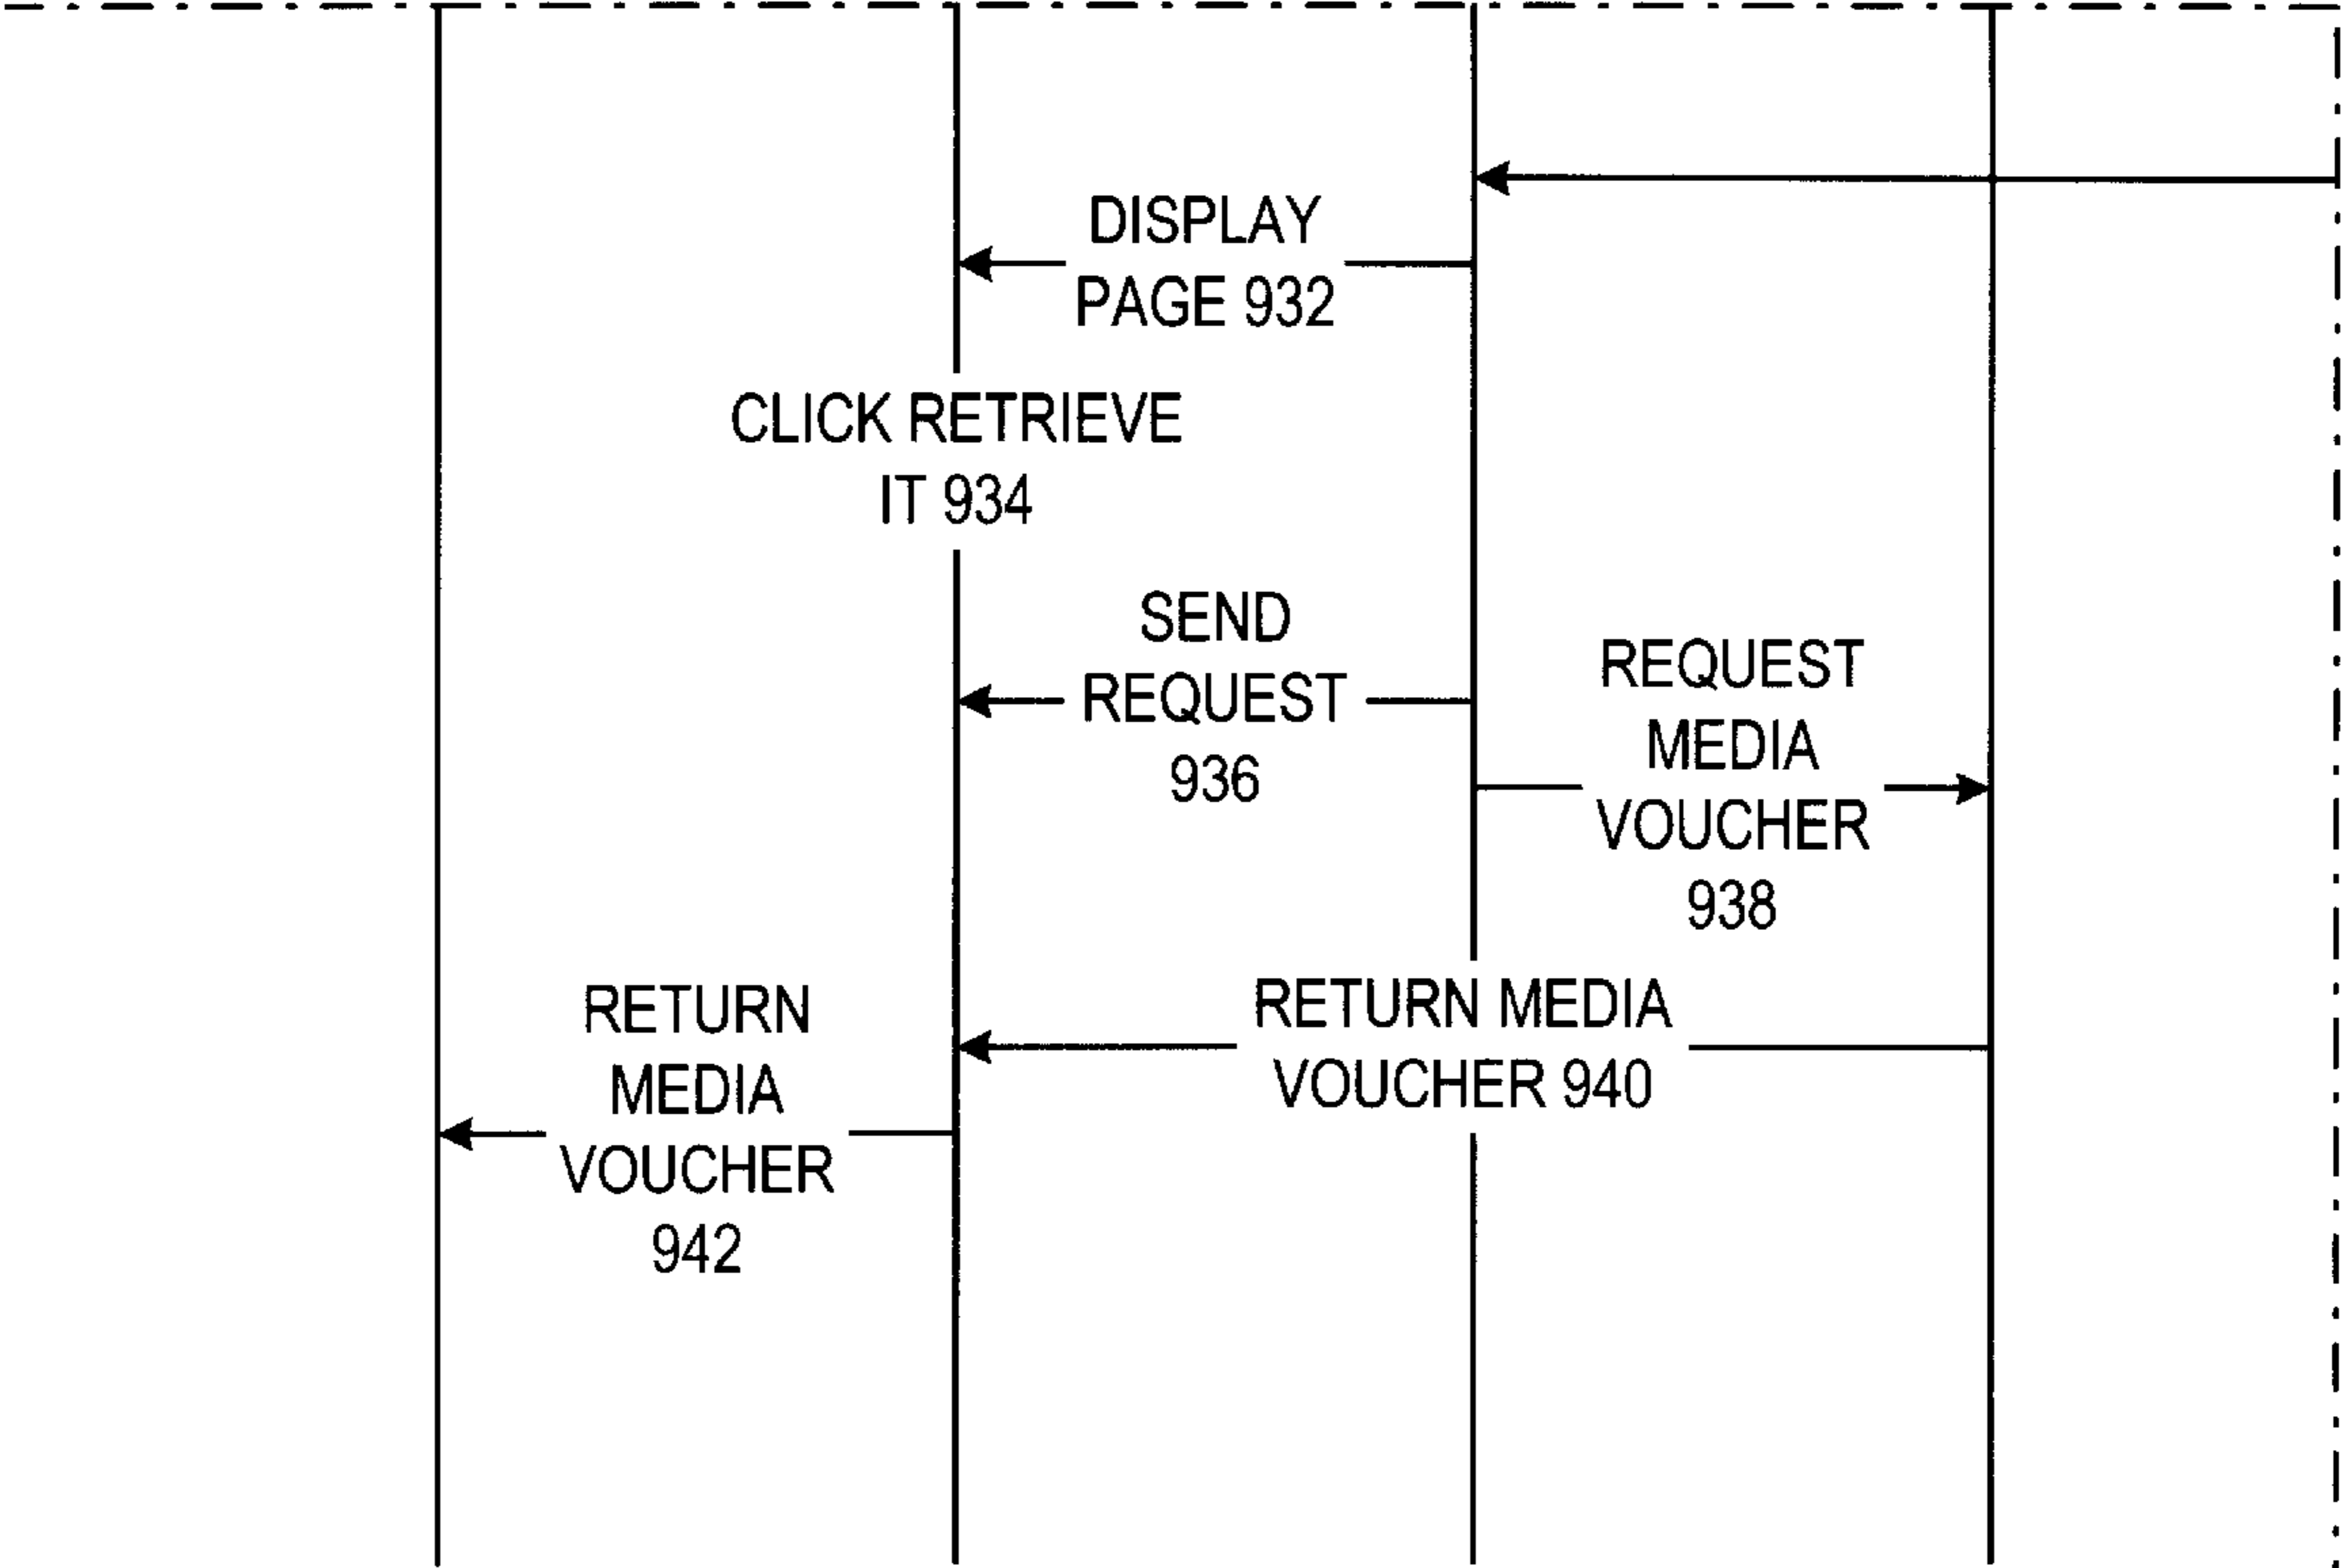 DISPLAY
PAGE 932
CLICK RETRIEVE
IT 934
SEND
REQUEST
936
REQUEST
MEDIA
VOUCHER
938
RETURN MEDIA
VOUCHER 940
RETURN
MEDIA
VOUCHER
942